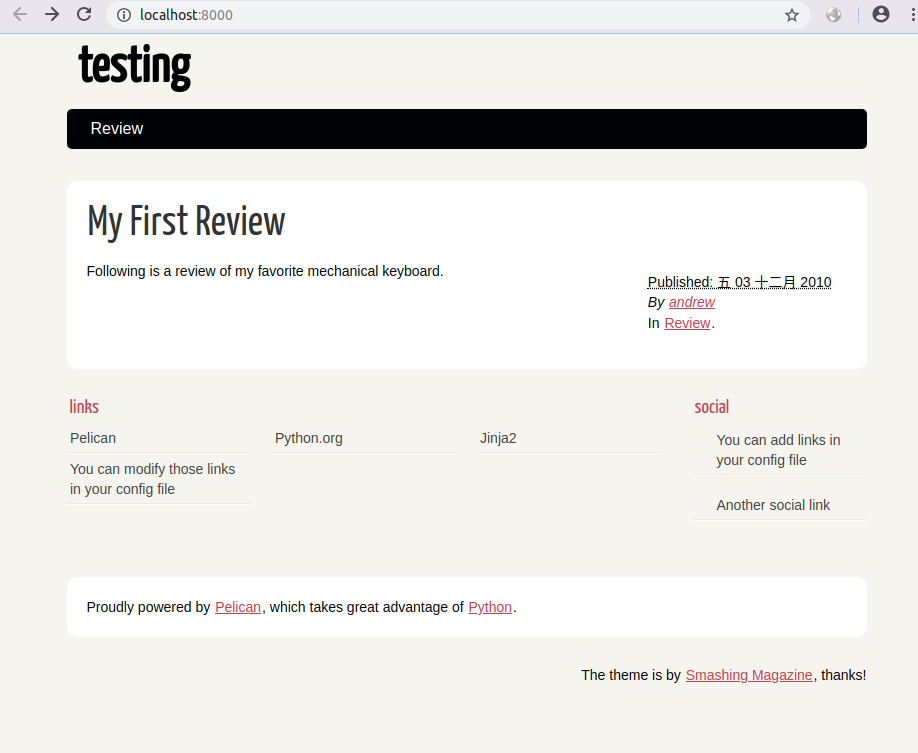 localhost:8000
testing
Review
My First Review
Following is a review of my favorite mechanical keyboard.
Published: 五 03 十二月 2010
By andrew
In Review.
links
Pelican
Python.org
Jinja2
You can modify those links
in your config file
social
You can add links in
your config file
Another social link
Proudly powered by Pelican, which takes great advantage of Python.
The theme is by Smashing Magazine, thanks!